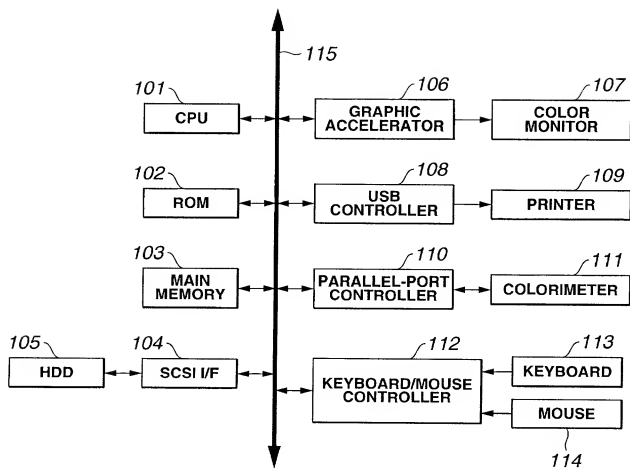 115
101
CPU
106
GRAPHIC
ACCELERATOR
107
COLOR
MONITOR
102
ROM
108
USB
CONTROLLER
109
PRINTER
103
MAIN
MEMORY
110
PARALLEL-PORT
CONTROLLER
111
COLORIMETER
105
HDD
104
SCSI I/F
112
KEYBOARD/MOUSE
CONTROLLER
113
KEYBOARD
MOUSE
114